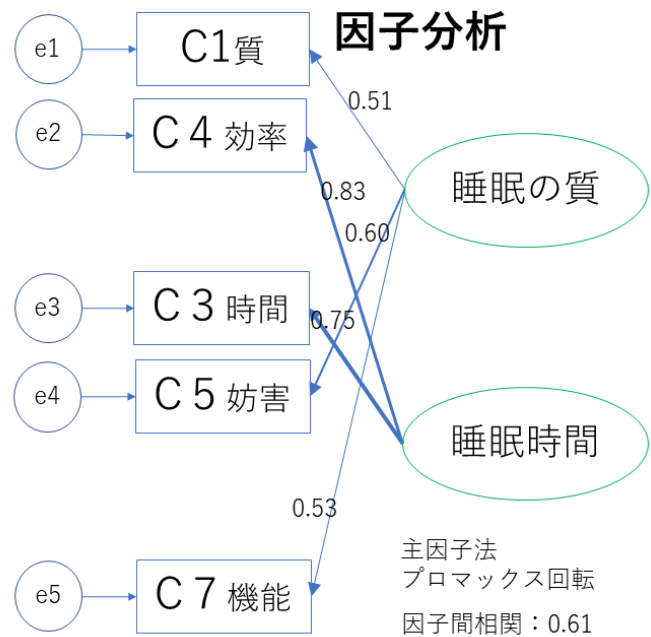 因子分析
e1
C1質
0.51
e2
C4効率
睡眠の質
0.83
0.60
e3
C3時間
0.75
e4
C5妨害
睡眠時間
0.53
主因子法
プロマックス回転
e5
C7機能
因子間相関：0.61